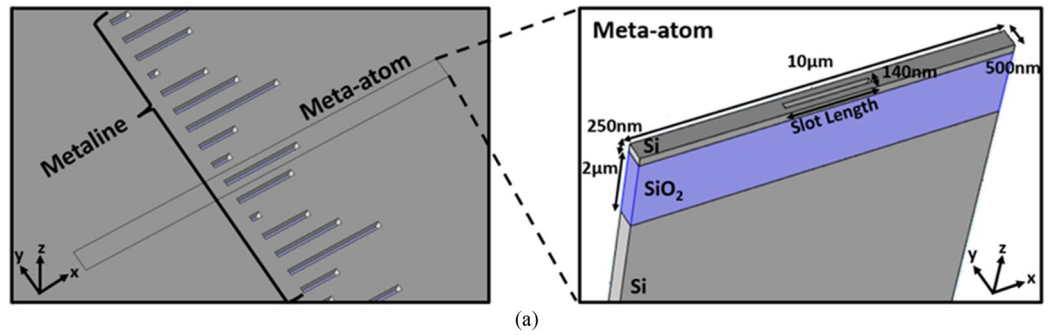 Metaline
Meta-atom
y
z
x
Meta-atom
10μm
140nm
500nm
Slot Length
250nm
Si
2μm
SiO₂
Si
y
z
x
(a)